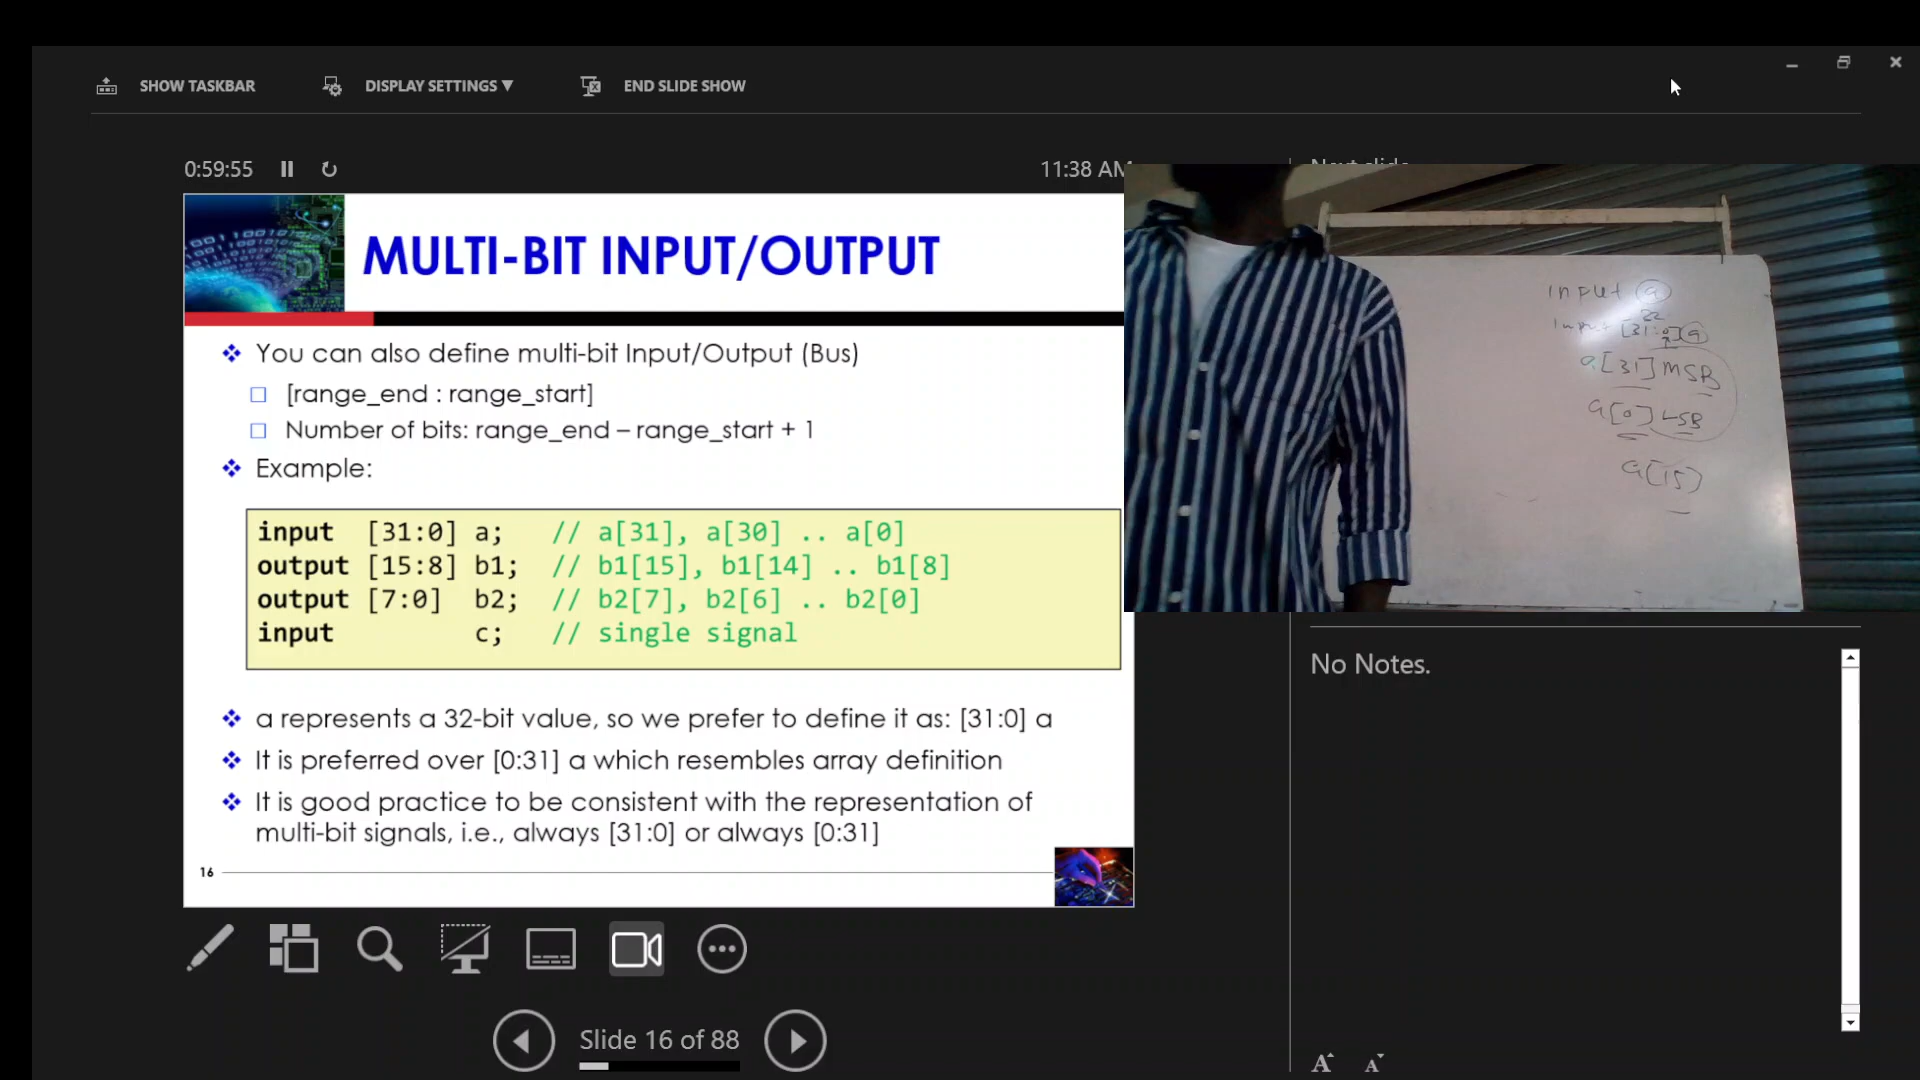 SHOW TASKBAR DISPLAY SETTINGS ▼ END SLIDE SHOW
0:59:55 11:38 AM
Next slide
MULTI-BIT INPUT/OUTPUT
You can also define multi-bit Input/Output (Bus)
[range_end : range_start]
Number of bits: range_end – range_start + 1
Example:
input [31:0] a; // a[31], a[30] .. a[0]
output [15:8] b1; // b1[15], b1[14] .. b1[8]
output [7:0] b2; // b2[7], b2[6] .. b2[0]
input c; // single signal
a represents a 32-bit value, so we prefer to define it as: [31:0] a
It is preferred over [0:31] a which resembles array definition
It is good practice to be consistent with the representation of
multi-bit signals, i.e., always [31:0] or always [0:31]
16
input a
32
input [31:0] a
a[31] MSB
a[0] LSB
a[15]
No Notes.
Slide 16 of 88
A A